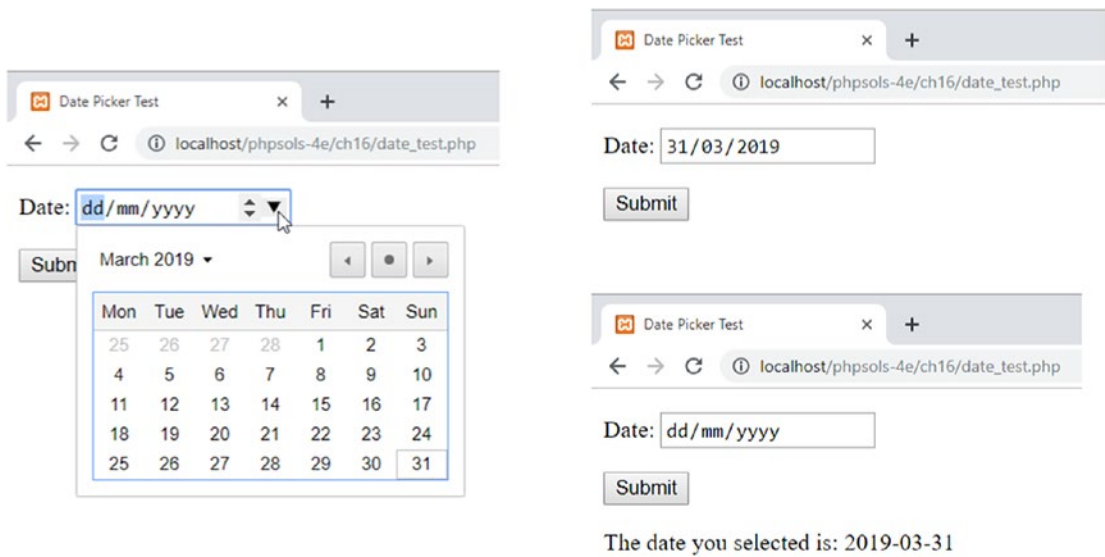 Date Picker Test
localhost/phpsols-4e/ch16/date_test.php
Date: dd/mm/yyyy
Subm
March 2019
Mon Tue Wed Thu Fri Sat Sun
25 26 27 28 1 2 3
4 5 6 7 8 9 10
11 12 13 14 15 16 17
18 19 20 21 22 23 24
25 26 27 28 29 30 31
Date Picker Test
localhost/phpsols-4e/ch16/date_test.php
Date: 31/03/2019
Submit
Date Picker Test
localhost/phpsols-4e/ch16/date_test.php
Date: dd/mm/yyyy
Submit
The date you selected is: 2019-03-31